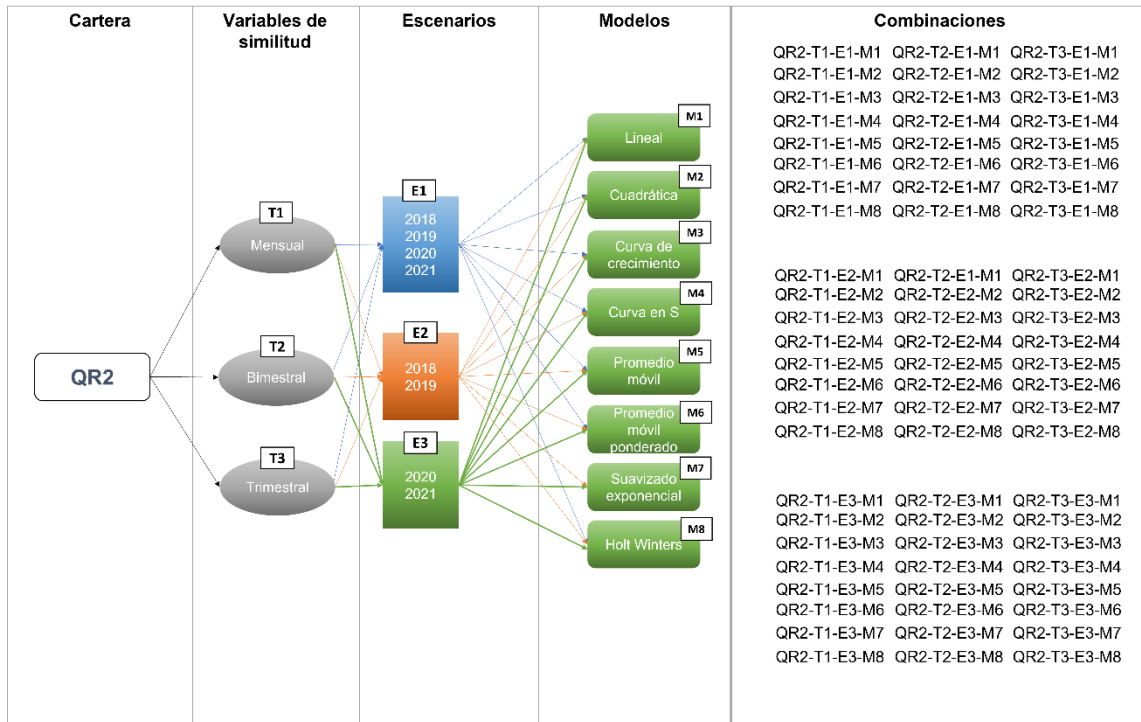 Cartera
Variables de
similitud
Escenarios
Modelos
Combinaciones
QR2
T1
Mensual
T2
Bimestral
T3
Trimestral
E1
2018
2019
2020
2021
E2
2018
2019
E3
2020
2021
M1
Lineal
M2
Cuadrática
M3
Curva de
crecimiento
M4
Curva en S
M5
Promedio
móvil
M6
Promedio
móvil
ponderado
M7
Suavizado
exponencial
M8
Holt Winters
QR2-T1-E1-M1 QR2-T2-E1-M1 QR2-T3-E1-M1
QR2-T1-E1-M2 QR2-T2-E1-M2 QR2-T3-E1-M2
QR2-T1-E1-M3 QR2-T2-E1-M3 QR2-T3-E1-M3
QR2-T1-E1-M4 QR2-T2-E1-M4 QR2-T3-E1-M4
QR2-T1-E1-M5 QR2-T2-E1-M5 QR2-T3-E1-M5
QR2-T1-E1-M6 QR2-T2-E1-M6 QR2-T3-E1-M6
QR2-T1-E1-M7 QR2-T2-E1-M7 QR2-T3-E1-M7
QR2-T1-E1-M8 QR2-T2-E1-M8 QR2-T3-E1-M8
QR2-T1-E2-M1 QR2-T2-E1-M1 QR2-T3-E2-M1
QR2-T1-E2-M2 QR2-T2-E2-M2 QR2-T3-E2-M2
QR2-T1-E2-M3 QR2-T2-E2-M3 QR2-T3-E2-M3
QR2-T1-E2-M4 QR2-T2-E2-M4 QR2-T3-E2-M4
QR2-T1-E2-M5 QR2-T2-E2-M5 QR2-T3-E2-M5
QR2-T1-E2-M6 QR2-T2-E2-M6 QR2-T3-E2-M6
QR2-T1-E2-M7 QR2-T2-E2-M7 QR2-T3-E2-M7
QR2-T1-E2-M8 QR2-T2-E2-M8 QR2-T3-E2-M8
QR2-T1-E3-M1 QR2-T2-E3-M1 QR2-T3-E3-M1
QR2-T1-E3-M2 QR2-T2-E3-M2 QR2-T3-E3-M2
QR2-T1-E3-M3 QR2-T2-E3-M3 QR2-T3-E3-M3
QR2-T1-E3-M4 QR2-T2-E3-M4 QR2-T3-E3-M4
QR2-T1-E3-M5 QR2-T2-E3-M5 QR2-T3-E3-M5
QR2-T1-E3-M6 QR2-T2-E3-M6 QR2-T3-E3-M6
QR2-T1-E3-M7 QR2-T2-E3-M7 QR2-T3-E3-M7
QR2-T1-E3-M8 QR2-T2-E3-M8 QR2-T3-E3-M8